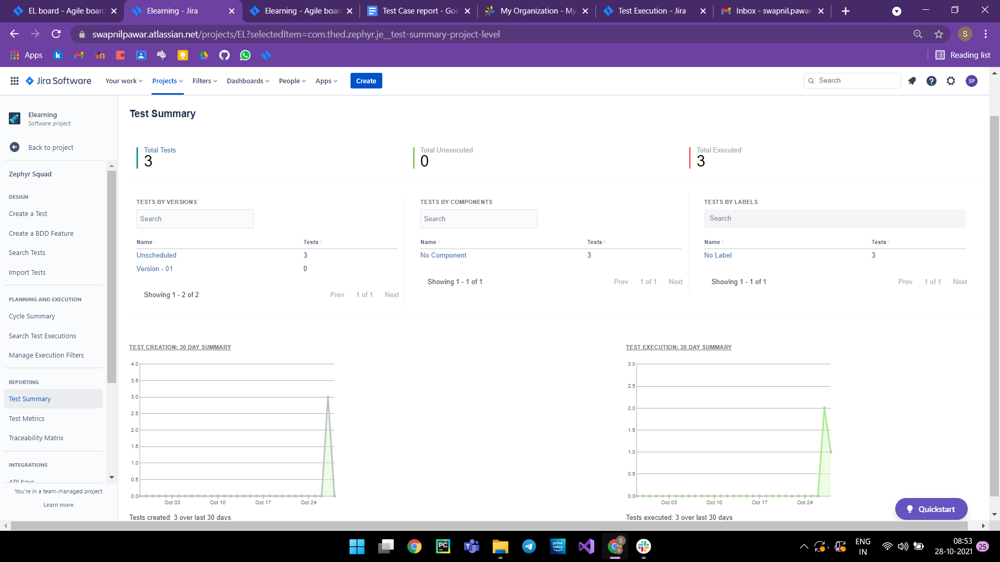 EL board - Agile board
Elearning - Jira
Elearning - Agile boar
Test Case report - Goo
My Organization - My
Test Execution - Jira
Inbox - swapnil.pawar
swapnilpawar.atlassian.net/projects/EL?selectedItem=com.thed.zephyr.je__test-summary-project-level
S
Apps
Reading list
Jira Software
Your work
Projects
Filters
Dashboards
People
Apps
Create
Search
SP
Elearning
Software project
Back to project
Zephyr Squad
DESIGN
Create a Test
Create a BDD Feature
Search Tests
Import Tests
PLANNING AND EXECUTION
Cycle Summary
Search Test Executions
Manage Execution Filters
REPORTING
Test Summary
Test Metrics
Traceability Matrix
INTEGRATIONS
API Keys
You're in a team-managed project
Learn more
Test Summary
Total Tests
3
Total Unexecuted
0
Total Executed
3
TESTS BY VERSIONS
Search
Name Tests
Unscheduled 3
Version - 01 0
Showing 1 - 2 of 2 Prev 1 of 1 Next
TESTS BY COMPONENTS
Search
Name Tests
No Component 3
Showing 1 - 1 of 1 Prev 1 of 1 Next
TESTS BY LABELS
Search
Name Tests
No Label 3
Showing 1 - 1 of 1 Prev 1 of 1 Next
TEST CREATION: 30 DAY SUMMARY
4.0
3.5
3.0
2.5
2.0
1.5
1.0
0.5
0.0
Oct 03 Oct 10 Oct 17 Oct 24
Tests created: 3 over last 30 days
TEST EXECUTION: 30 DAY SUMMARY
3.0
2.5
2.0
1.5
1.0
0.5
0.0
Oct 03 Oct 10 Oct 17 Oct 24
Tests executed: 3 over last 30 days
Quickstart
PC
prime video
S
S
ENG
IN
08:53
28-10-2021
25